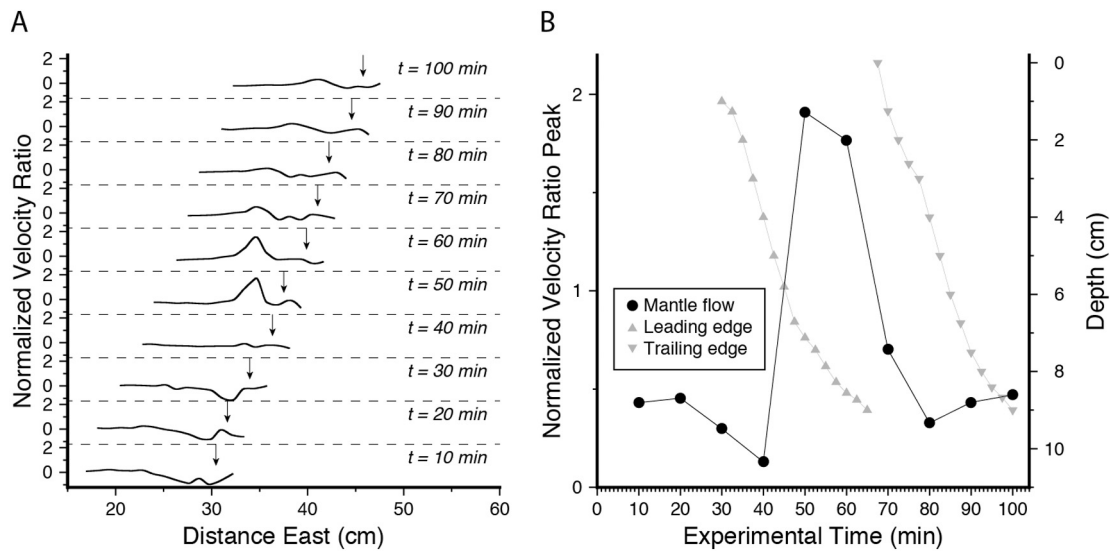 A
Normalized Velocity Ratio
2
0
t = 100 min
2
0
t = 90 min
2
0
t = 80 min
2
0
t = 70 min
2
0
t = 60 min
2
0
t = 50 min
2
0
t = 40 min
2
0
t = 30 min
2
0
t = 20 min
2
0
t = 10 min
20 30 40 50 60
Distance East (cm)
B
Normalized Velocity Ratio Peak
2
1
0
Mantle flow
Leading edge
Trailing edge
0 10 20 30 40 50 60 70 80 90 100
Experimental Time (min)
0
2
4
6
8
10
Depth (cm)